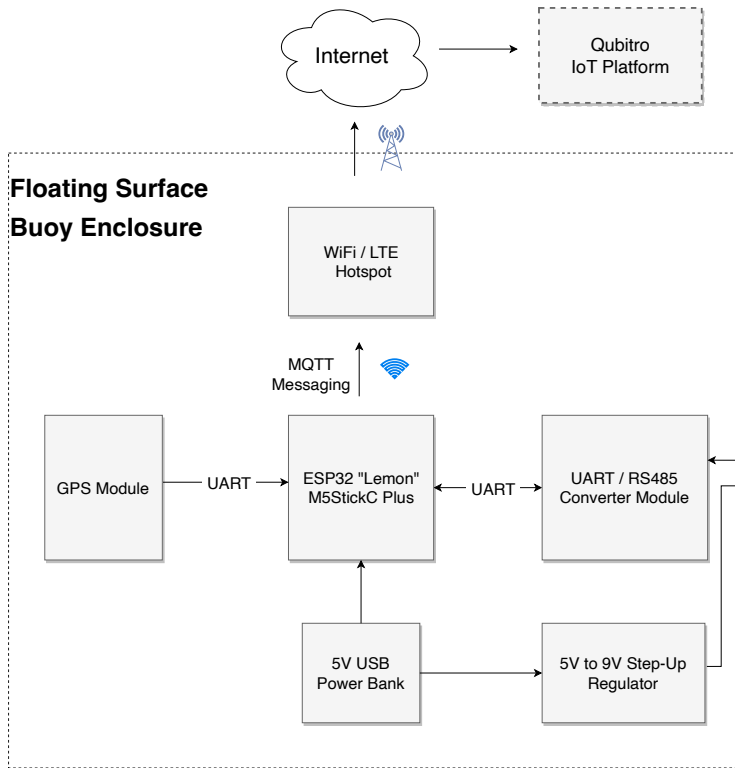 Internet
Qubitro
IoT Platform
Floating Surface
Buoy Enclosure
WiFi / LTE
Hotspot
MQTT
Messaging
GPS Module
UART
ESP32 "Lemon"
M5StickC Plus
UART
UART / RS485
Converter Module
5V USB
Power Bank
5V to 9V Step-Up
Regulator